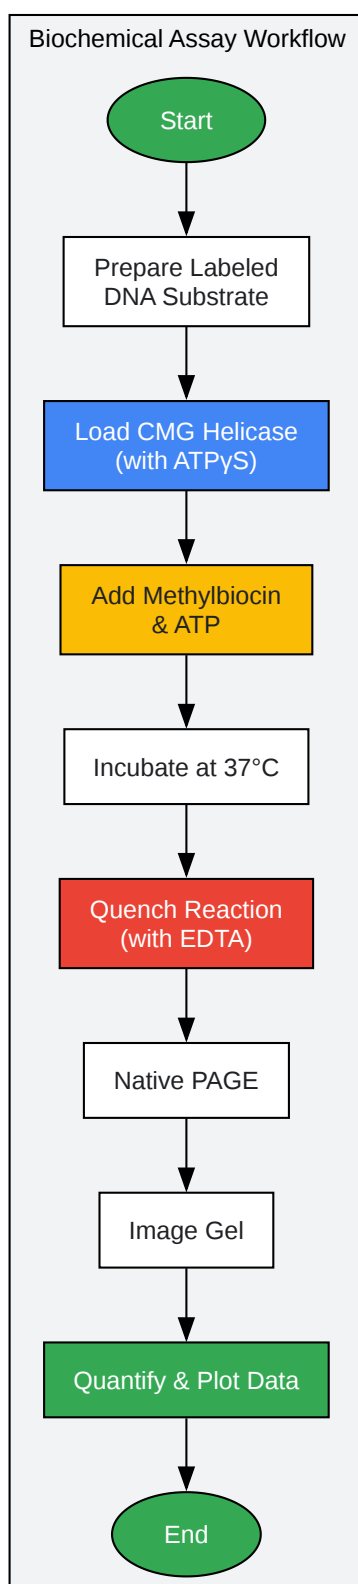 Biochemical Assay Workflow
Start
Prepare Labeled
DNA Substrate
Load CMG Helicase
(with ATPγS)
Add Methylbiocin
& ATP
Incubate at 37°C
Quench Reaction
(with EDTA)
Native PAGE
Image Gel
Quantify & Plot Data
End